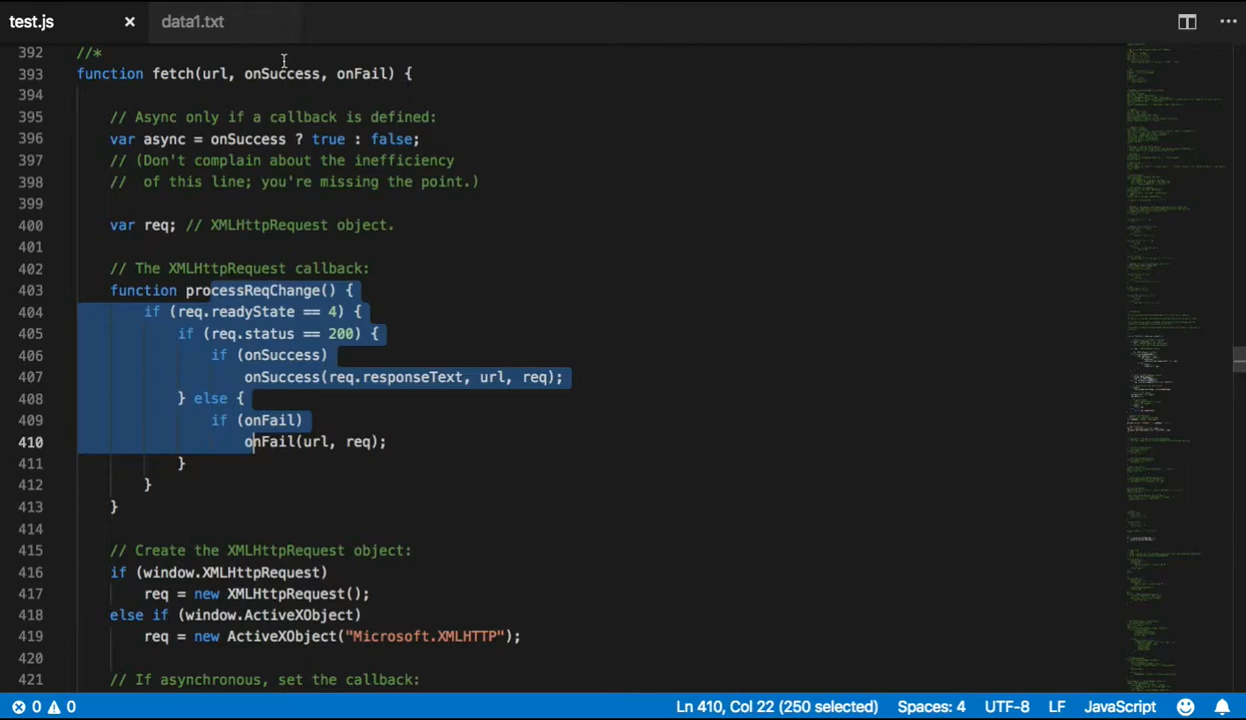 test.js × data1.txt
392 //*
393 function fetch(url, onSuccess, onFail) {
394
395 // Async only if a callback is defined:
396 var async = onSuccess ? true : false;
397 // (Don't complain about the inefficiency
398 //  of this line; you're missing the point.)
399
400 var req; // XMLHttpRequest object.
401
402 // The XMLHttpRequest callback:
403 function processReqChange() {
404 if (req.readyState == 4) {
405 if (req.status == 200) {
406 if (onSuccess)
407 onSuccess(req.responseText, url, req);
408 } else {
409 if (onFail)
410 onFail(url, req);
411 }
412 }
413 }
414
415 // Create the XMLHttpRequest object:
416 if (window.XMLHttpRequest)
417 req = new XMLHttpRequest();
418 else if (window.ActiveXObject)
419 req = new ActiveXObject("Microsoft.XMLHTTP");
420
421 // If asynchronous, set the callback:
0 0 Ln 410, Col 22 (250 selected) Spaces: 4 UTF-8 LF JavaScript